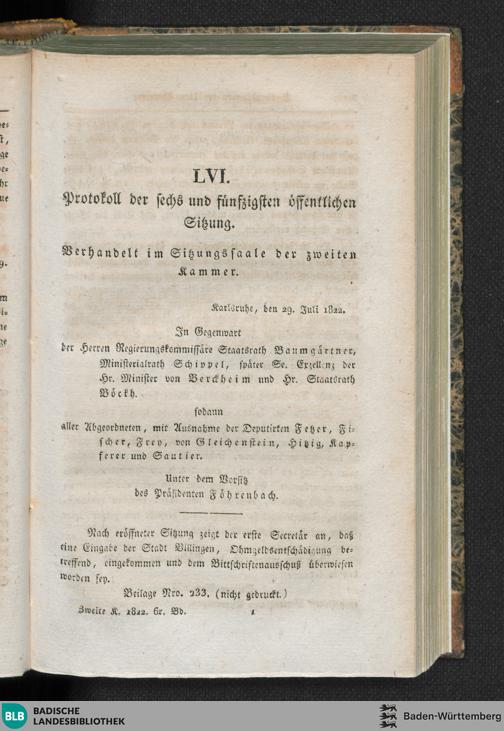 LVI.
Protokoll der sechs und fünfzigsten öffentlichen
Sitzung.
Verhandelt im Sitzungssaale der zweiten
Kammer.
Karlsruhe, den 29. Juli 1822.
In Gegenwart
der Herren Regierungskommissäre Staatsrath Baumgärtner,
Ministerialrath Schippel, später Se. Exzellenz der
Hr. Minister von Berckheim und Hr. Staatsrath
Böckh.
sodann
aller Abgeordneten, mit Ausnahme der Deputirten Fetzer, Fi-
scher, Frey, von Gleichenstein, Hitzig, Kap-
ferer und Sautier.
Unter dem Vorsitz
des Präsidenten Föhrenbach.
Nach eröffneter Sitzung zeigt der erste Secretär an, daß
eine Eingabe der Stadt Villingen, Ohmgeldsentschädigung be-
treffend, eingekommen und dem Bittschriftenausschuß überwiesen
worden sey.
Beilage Nro. 233. (nicht gedruckt.)
Zweite K. 1822. 6r. Bd. 1
BLB BADISCHE
LANDESBIBLIOTHEK
Baden-Württemberg